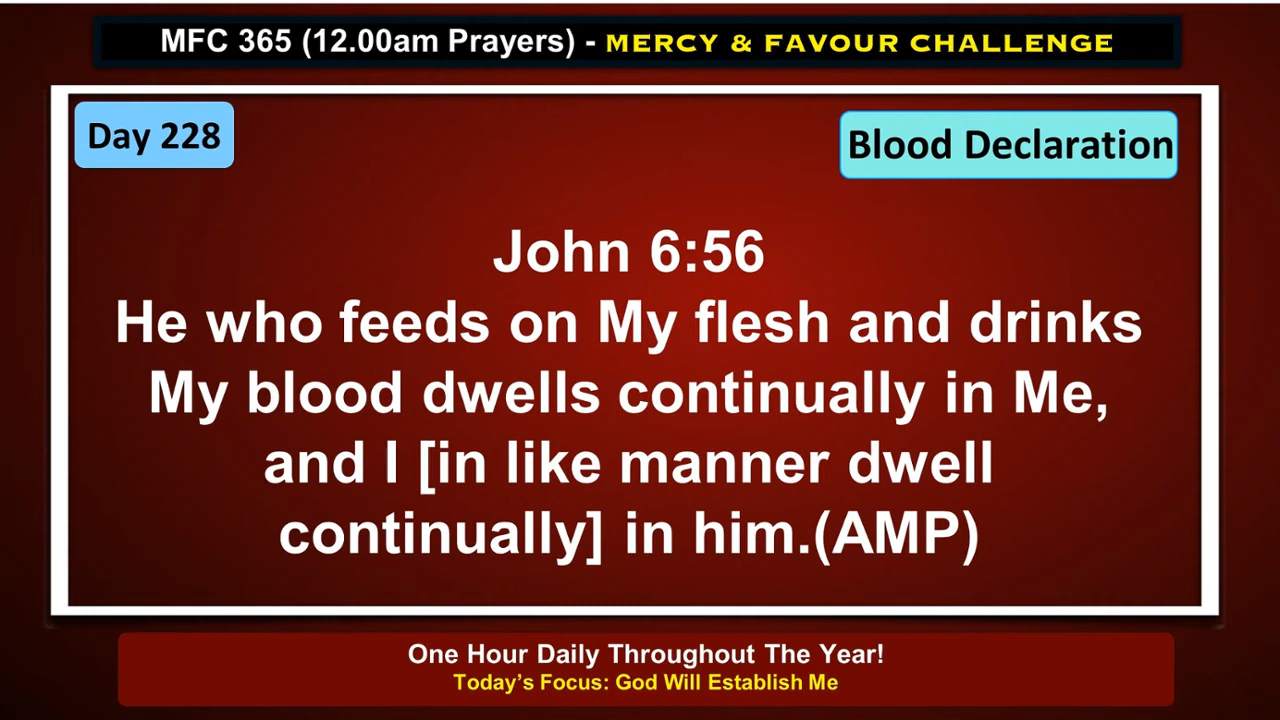 MFC 365 (12.00am Prayers) - MERCY & FAVOUR CHALLENGE
Day 228
Blood Declaration
John 6:56
He who feeds on My flesh and drinks
My blood dwells continually in Me,
and I [in like manner dwell
continually] in him.(AMP)
One Hour Daily Throughout The Year!
Today’s Focus: God Will Establish Me